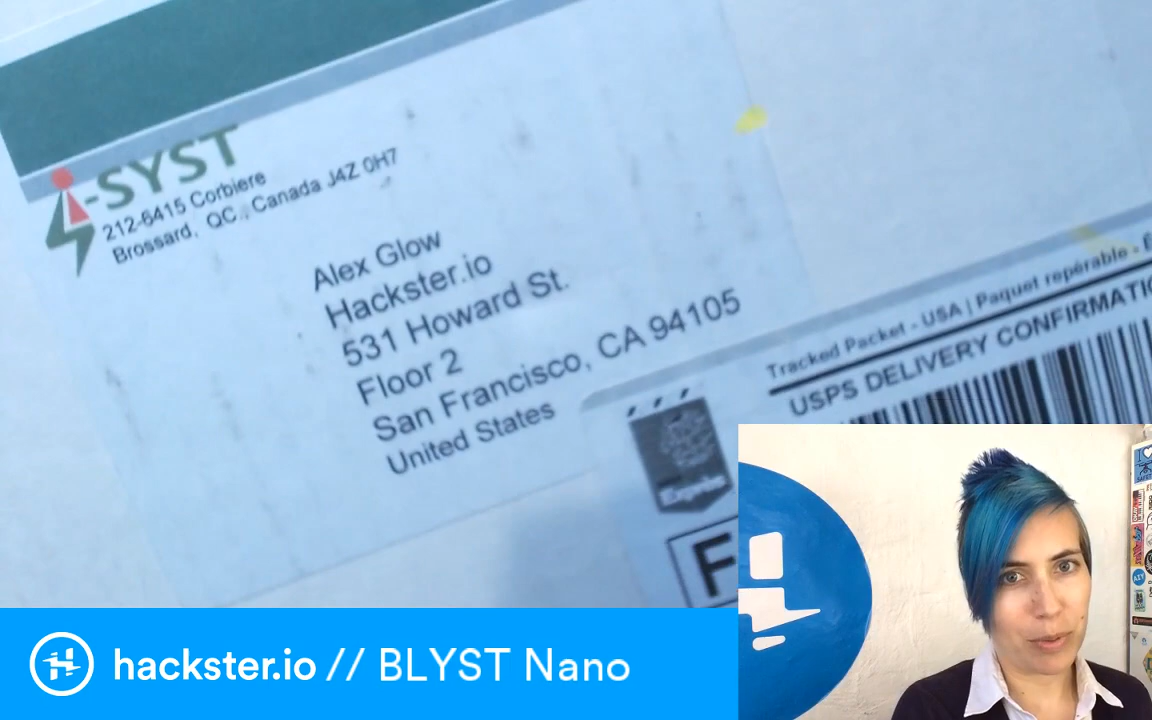 i-SYST
212-6415 Corbiere
Brossard, QC., Canada J4Z 0H7
Alex Glow
Hackster.io
531 Howard St.
Floor 2
San Francisco, CA 94105
United States
Tracked Packet - USA | Paquet repérable - É
USPS DELIVERY CONFIRMATIO
F
hackster.io // BLYST Nano